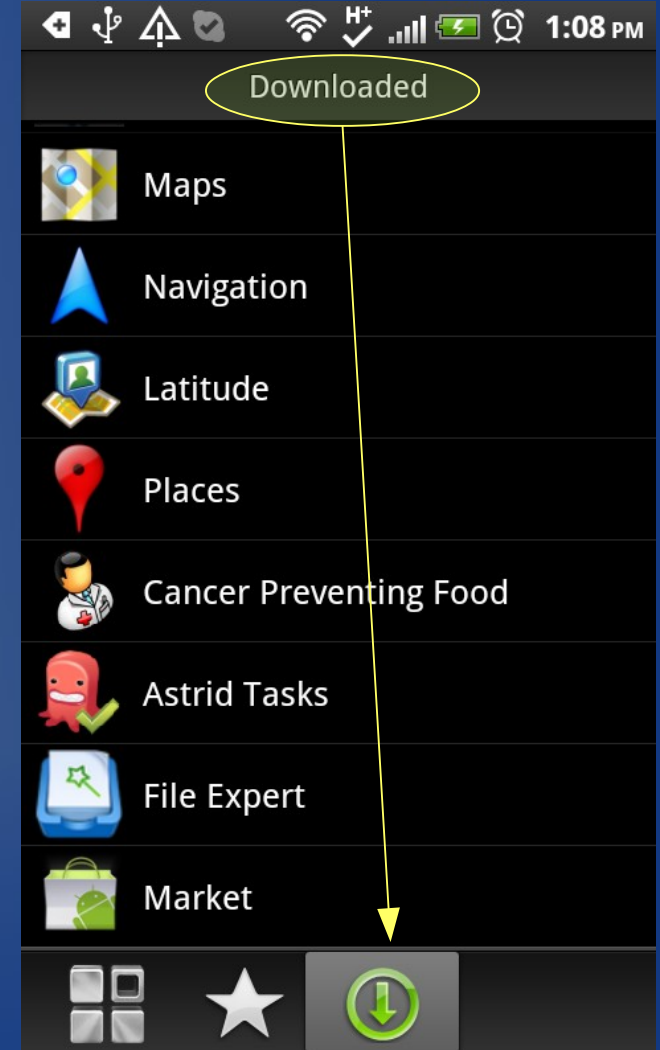 H+ 1:08 PM
Downloaded
Maps
Navigation
Latitude
Places
Cancer Preventing Food
Astrid Tasks
File Expert
Market